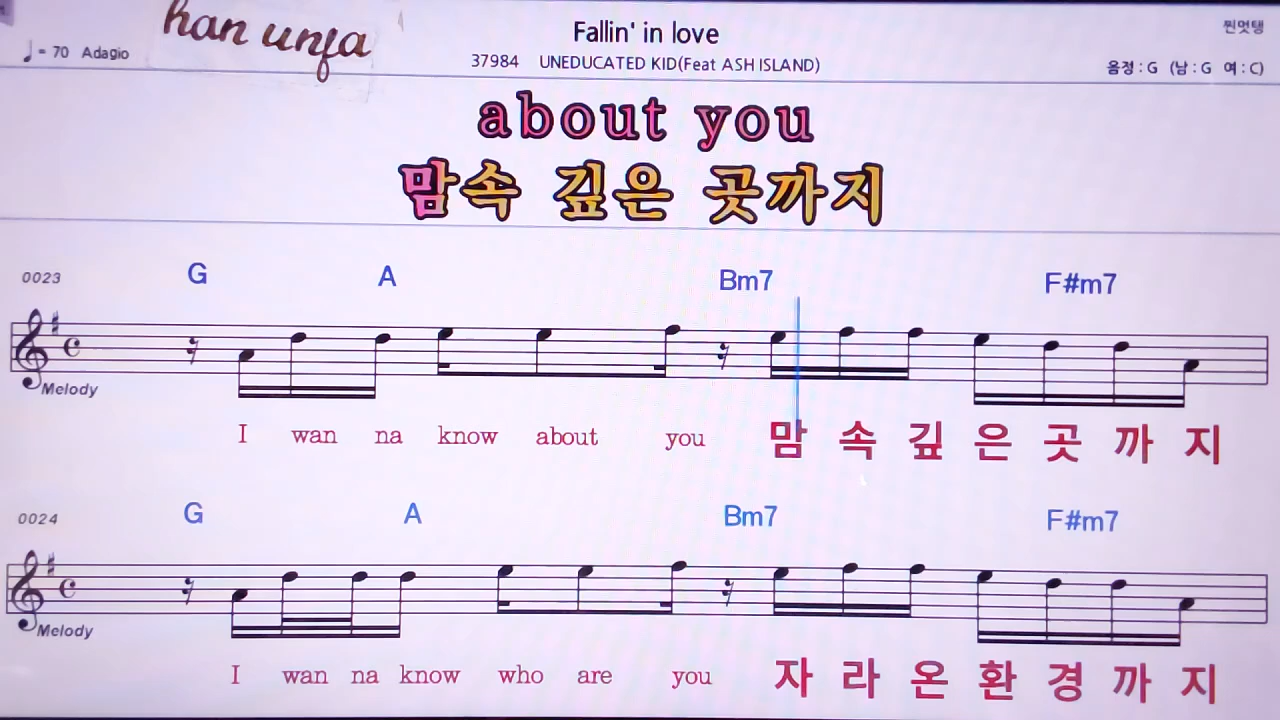 han unja
Fallin' in love
찐멋탱
♩= 70 Adagio
37984 UNEDUCATED KID(Feat ASH ISLAND)
음정 : G (남 : G 여 : C)
about you
맘속 깊은 곳까지
0023
G A Bm7 F#m7
Melody
I wan na know about you 맘 속 깊 은 곳 까 지
0024
G A Bm7 F#m7
Melody
I wan na know who are you 자 라 온 환 경 까 지